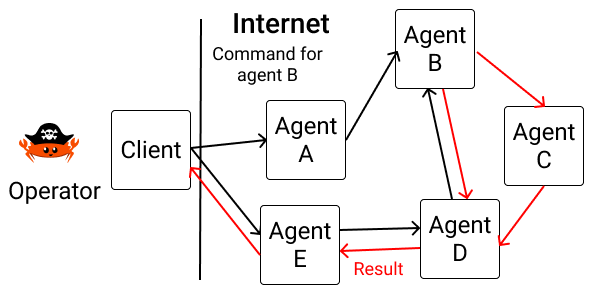 Internet
Command for
agent B
Agent
B
Agent
A
Client
Agent
C
Operator
Agent
E
Agent
D
Result